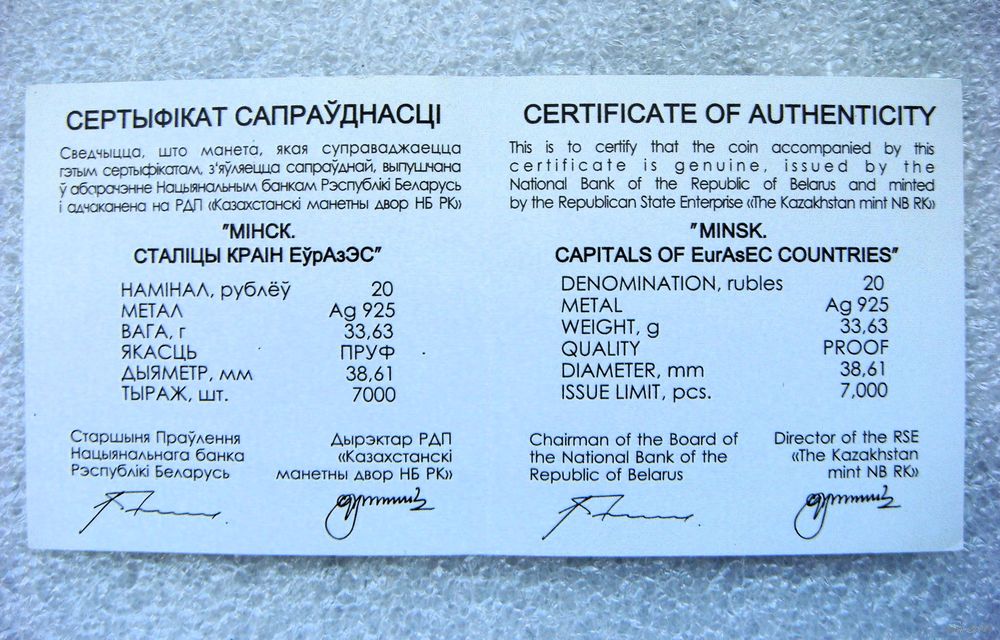 СЕРТЫФІКАТ САПРАЎДНАСЦІ
Сведчыцца, што манета, якая суправаджаецца
гэтым сертыфікатам, з'яўляецца сапраўднай, выпушчана
ў абарачэнне Нацыянальным банкам Рэспублікі Беларусь
і адчаканена на РДП «Казахстанскі манетны двор НБ РК»
"МІНСК.
СТАЛІЦЫ КРАІН ЕўрАзЭС"
НАМІНАЛ, рублёў 20
МЕТАЛ Ag 925
ВАГА, г 33,63
ЯКАСЦЬ ПРУФ
ДЫЯМЕТР, мм 38,61
ТЫРАЖ, шт. 7000
Старшыня Праўлення
Нацыянальнага банка
Рэспублікі Беларусь
Дырэктар РДП
«Казахстанскі
манетны двор НБ РК»
CERTIFICATE OF AUTHENTICITY
This is to certify that the coin accompanied by this
certificate is genuine, issued by the
National Bank of the Republic of Belarus and minted
by the Republican State Enterprise «The Kazakhstan mint NB RK»
"MINSK.
CAPITALS OF EurAsEC COUNTRIES"
DENOMINATION, rubles 20
METAL Ag 925
WEIGHT, g 33,63
QUALITY PROOF
DIAMETER, mm 38,61
ISSUE LIMIT, pcs. 7,000
Chairman of the Board of
the National Bank of the
Republic of Belarus
Director of the RSE
«The Kazakhstan
mint NB RK»